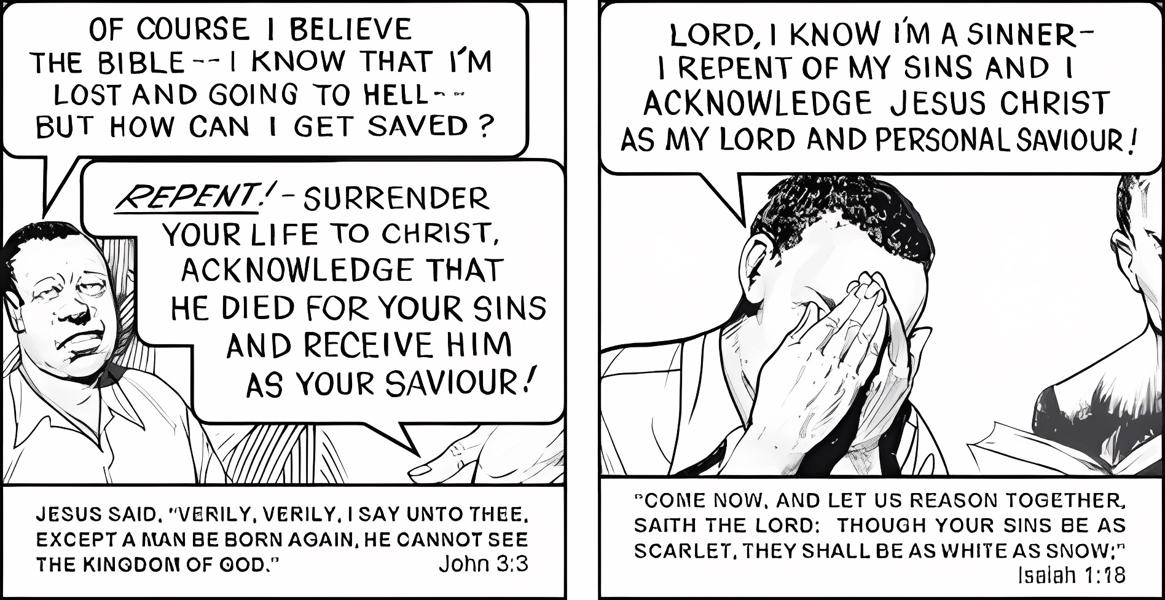 OF COURSE I BELIEVE
THE BIBLE -- I KNOW THAT I'M
LOST AND GOING TO HELL--
BUT HOW CAN I GET SAVED?
REPENT! - SURRENDER
YOUR LIFE TO CHRIST,
ACKNOWLEDGE THAT
HE DIED FOR YOUR SINS
AND RECEIVE HIM
AS YOUR SAVIOUR!
JESUS SAID, "VERILY, VERILY, I SAY UNTO THEE,
EXCEPT A MAN BE BORN AGAIN, HE CANNOT SEE
THE KINGDOM OF GOD."
John 3:3
LORD, I KNOW I'M A SINNER-
I REPENT OF MY SINS AND I
ACKNOWLEDGE JESUS CHRIST
AS MY LORD AND PERSONAL SAVIOUR!
"COME NOW, AND LET US REASON TOGETHER,
SAITH THE LORD: THOUGH YOUR SINS BE AS
SCARLET, THEY SHALL BE AS WHITE AS SNOW;"
Isaiah 1:18